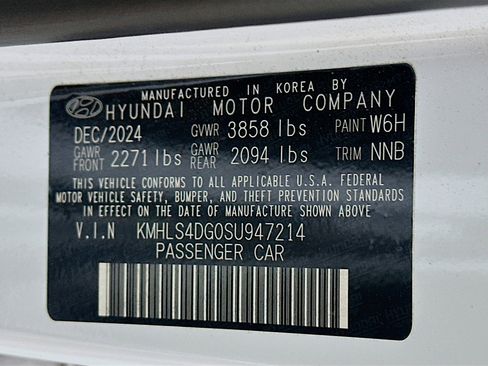 MANUFACTURED IN KOREA BY
HYUNDAI MOTOR COMPANY
DEC/2024 GVWR 3858 lbs PAINT W6H
GAWR FRONT 2271 lbs GAWR REAR 2094 lbs TRIM NNB
THIS VEHICLE CONFORMS TO ALL APPLICABLE U.S.A. FEDERAL
MOTOR VEHICLE SAFETY, BUMPER, AND THEFT PREVENTION STANDARDS
IN EFFECT ON THE DATE OF MANUFACTURE SHOWN ABOVE
V.I.N KMHLS4DG0SU947214
PASSENGER CAR